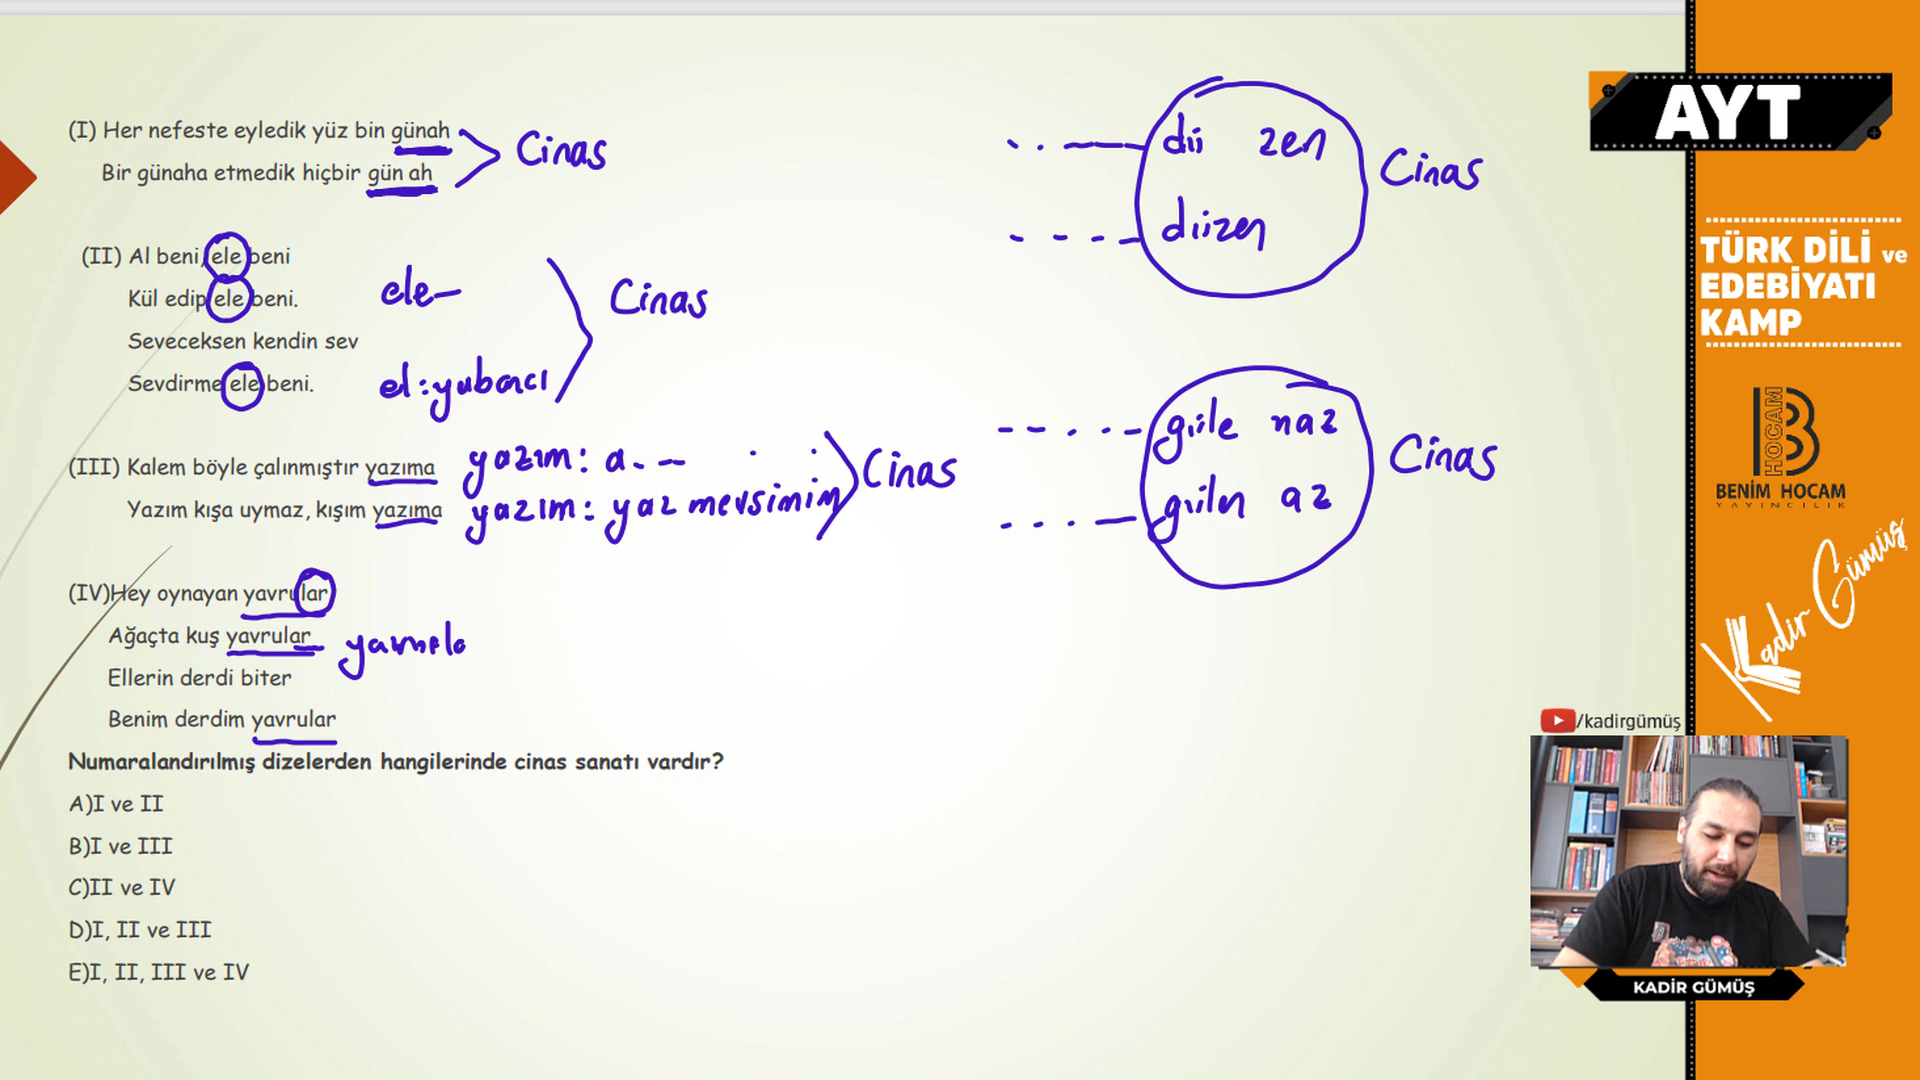 (I) Her nefeste eyledik yüz bin günah
Bir günaha etmedik hiçbir gün ah
Cinas
(II) Al beni, ele beni
Kül edip ele beni.
Seveceksen kendin sev
Sevdirme ele beni.
ele—
el: yabancı
Cinas
(III) Kalem böyle çalınmıştır yazıma
Yazım kışa uymaz, kışım yazıma
yazım: a. —
yazım: yaz mevsimim
Cinas
(IV)Hey oynayan yavrular
Ağaçta kuş yavrular
Ellerin derdi biter
Benim derdim yavrular
Numaralandırılmış dizelerden hangilerinde cinas sanatı vardır?
A)I ve II
B)I ve III
C)II ve IV
D)I, II ve III
E)I, II, III ve IV
dü zen
düzen
Cinas
güle naz
gülen az
Cinas
AYT
TÜRK DİLİ ve
EDEBİYATI
KAMP
HOCAM
BENİM HOCAM
YAYINCILIK
Kadir Gümüş
/kadirgümüş
KADİR GÜMÜŞ